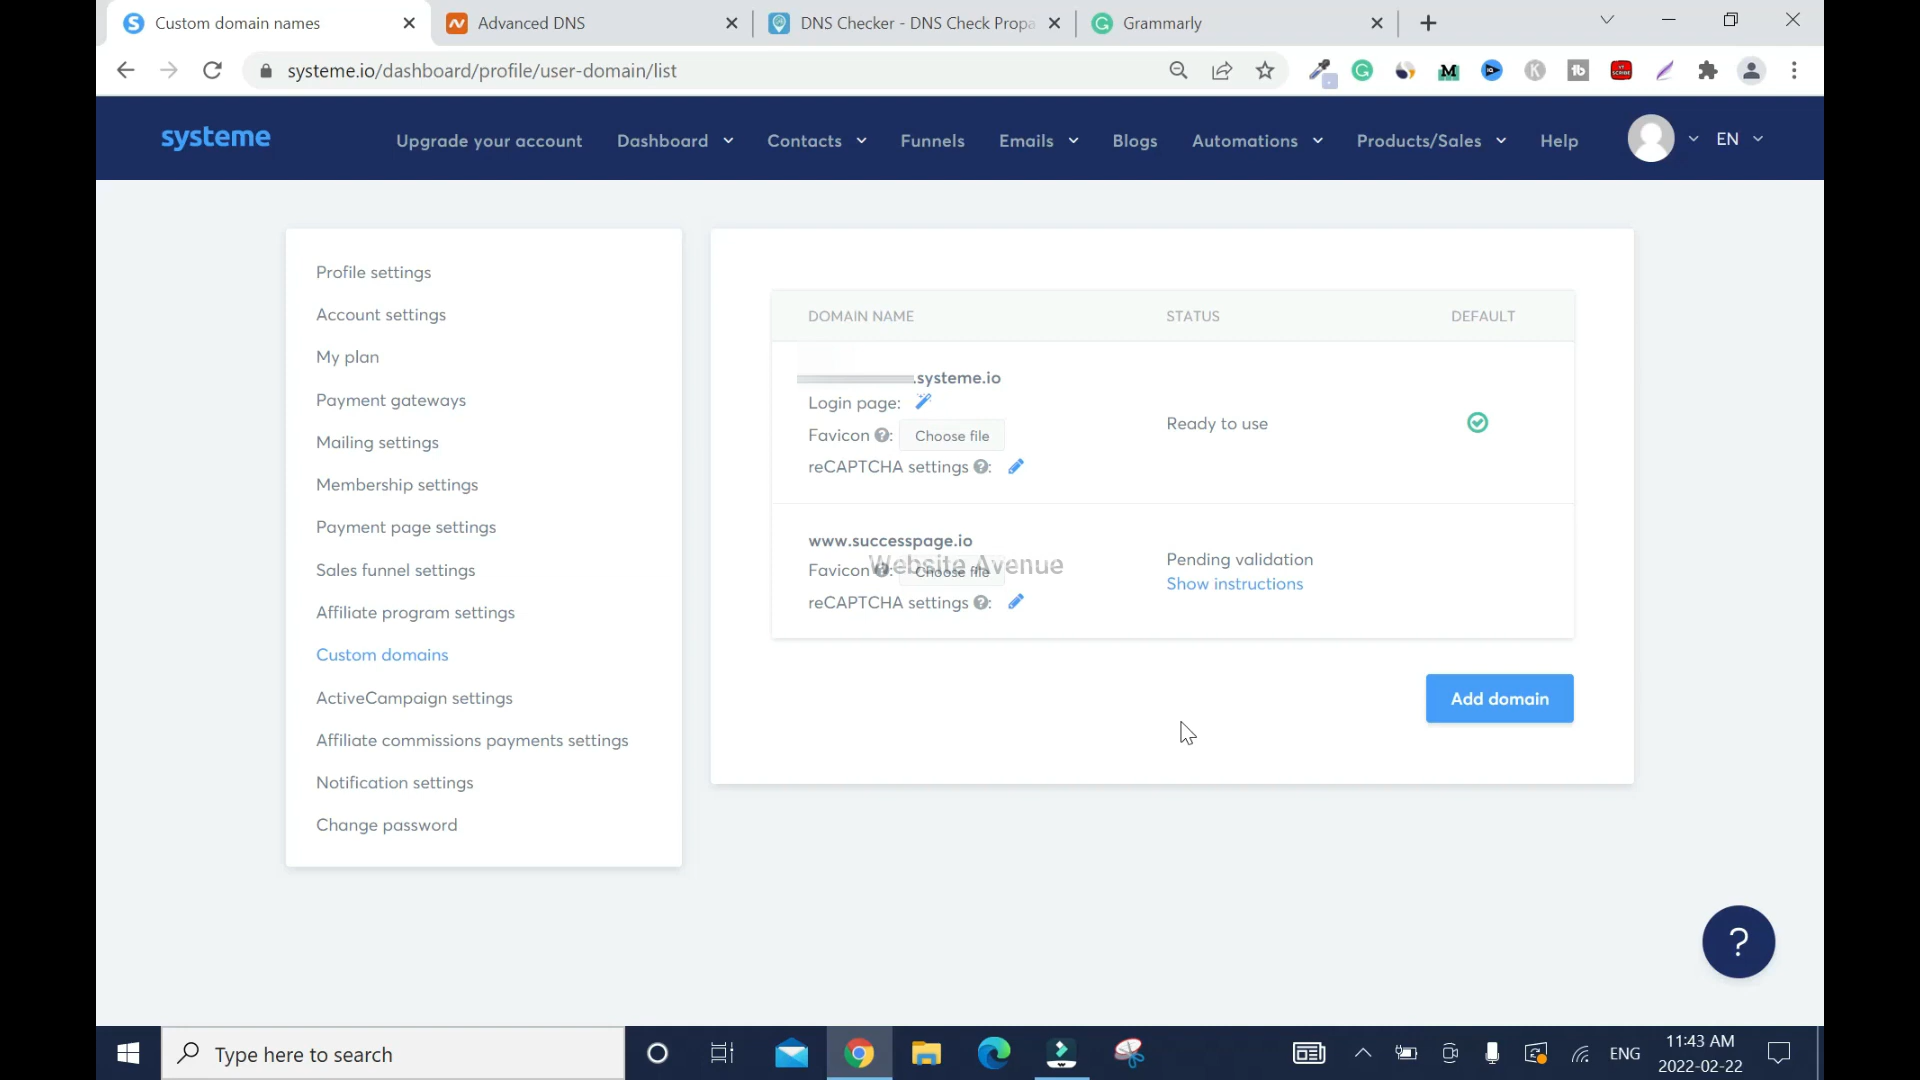 Custom domain names
Advanced DNS
DNS Checker - DNS Check Propa
Grammarly
systeme.io/dashboard/profile/user-domain/list
systeme
Upgrade your account
Dashboard
Contacts
Funnels
Emails
Blogs
Automations
Products/Sales
Help
EN
Profile settings
Account settings
My plan
Payment gateways
Mailing settings
Membership settings
Payment page settings
Sales funnel settings
Affiliate program settings
Custom domains
ActiveCampaign settings
Affiliate commissions payments settings
Notification settings
Change password
DOMAIN NAME STATUS DEFAULT
.systeme.io
Login page:
Favicon ?: Choose file
reCAPTCHA settings ?:
Ready to use
www.successpage.io
Favicon ?: Choose file
reCAPTCHA settings ?:
Website Avenue
Pending validation
Show instructions
Add domain
?
Type here to search
ENG
11:43 AM
2022-02-22